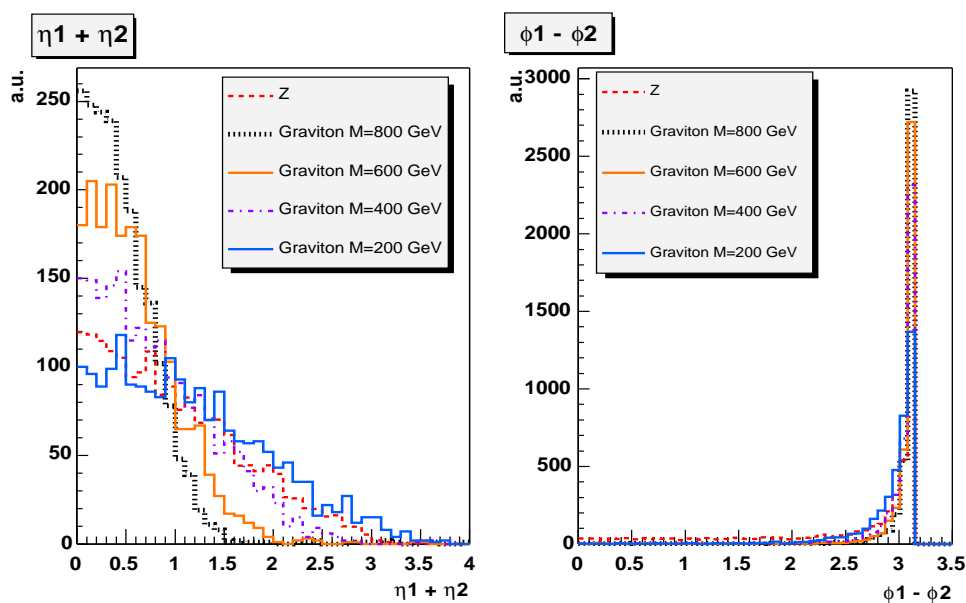 η1 + η2
a.u.
250
200
150
100
50
0
Z
Graviton M=800 GeV
Graviton M=600 GeV
Graviton M=400 GeV
Graviton M=200 GeV
0 0.5 1 1.5 2 2.5 3 3.5 4
η1 + η2
ϕ1 - ϕ2
a.u.
3000
2500
2000
1500
1000
500
0
Z
Graviton M=800 GeV
Graviton M=600 GeV
Graviton M=400 GeV
Graviton M=200 GeV
0 0.5 1 1.5 2 2.5 3 3.5
ϕ1 - ϕ2